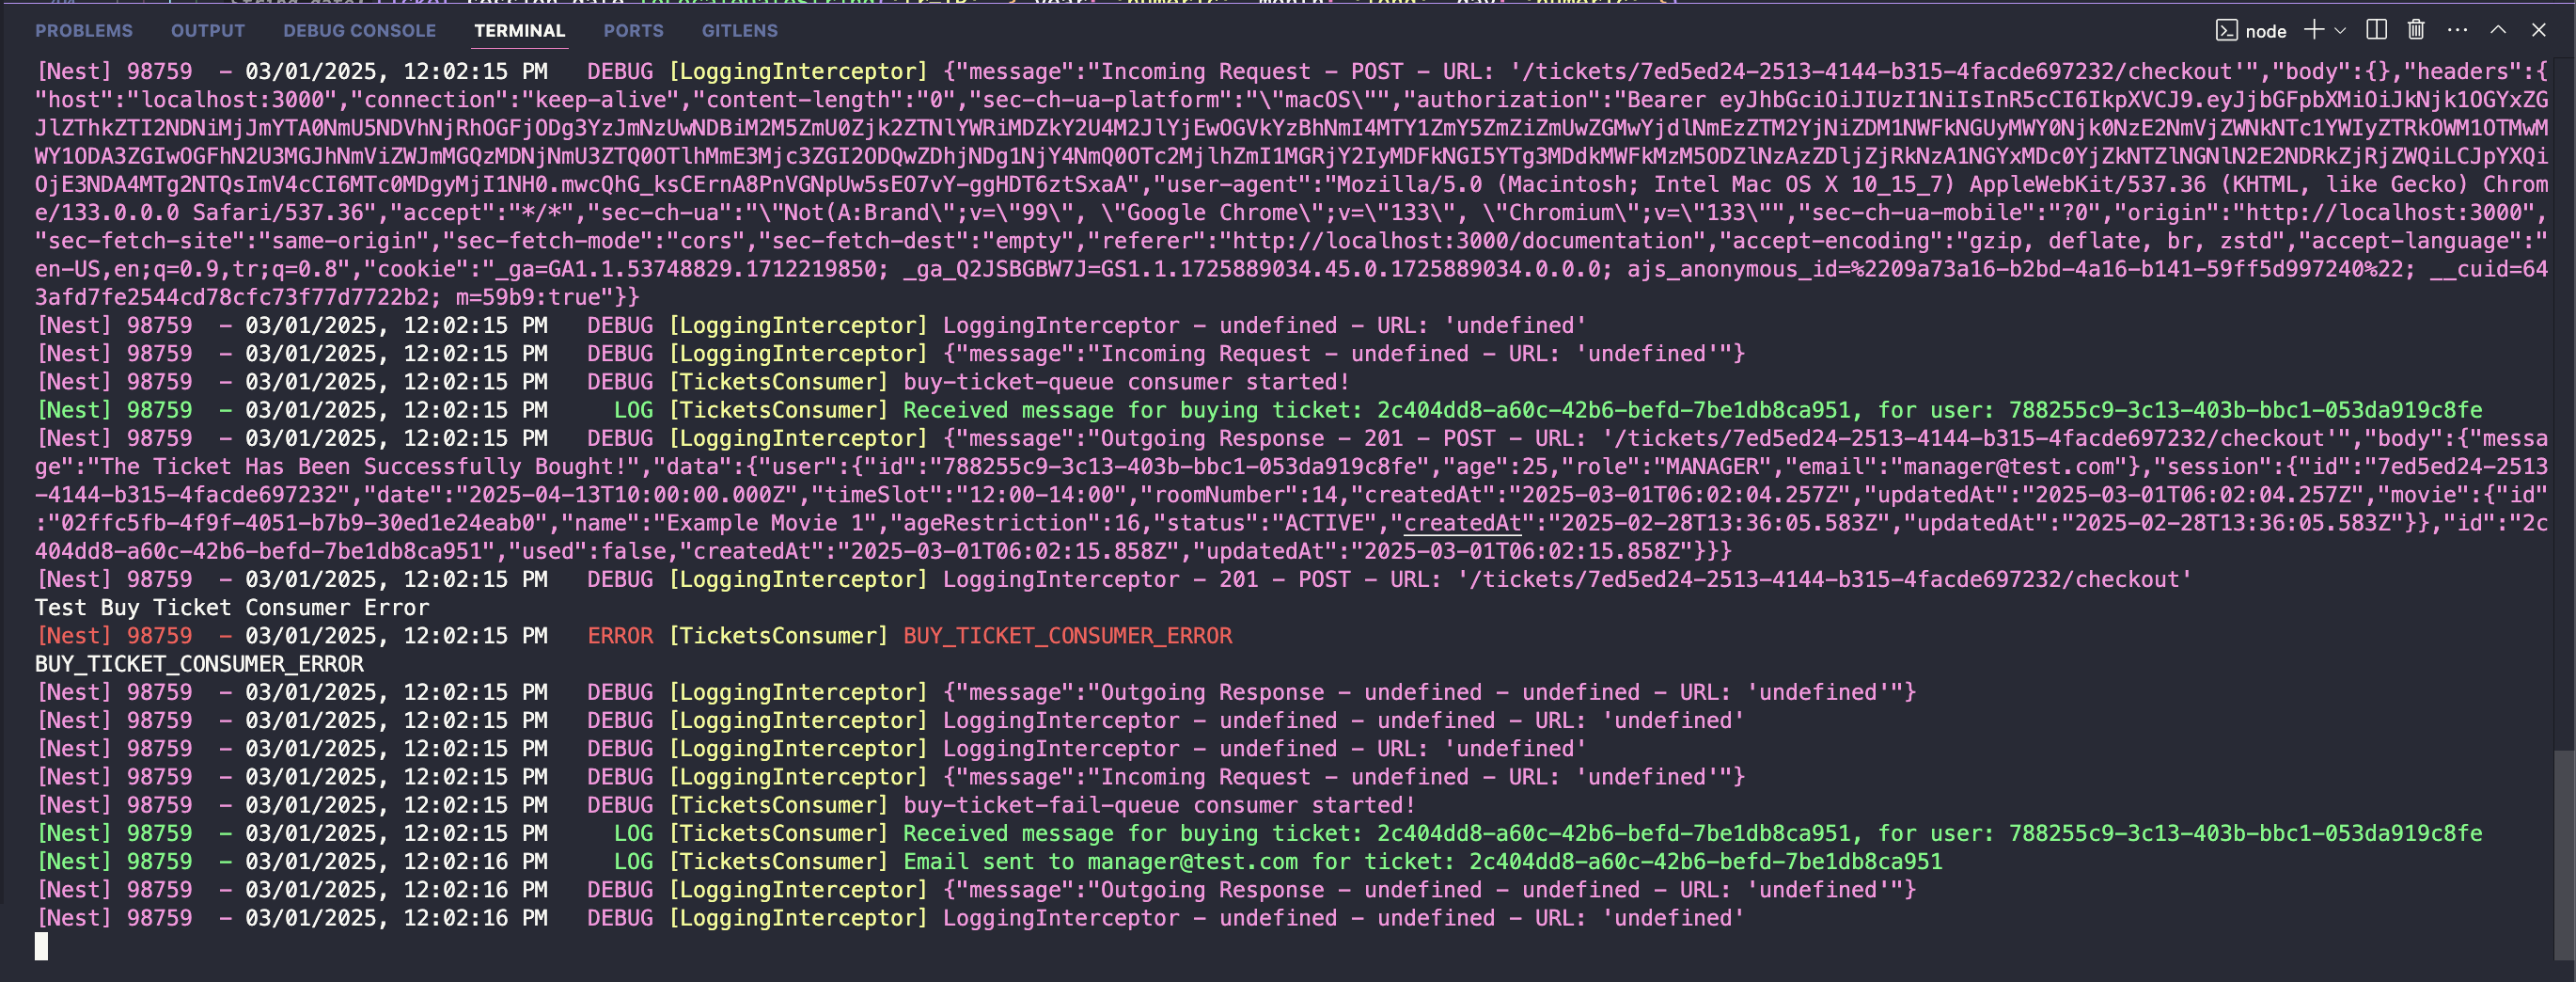 PROBLEMS OUTPUT DEBUG CONSOLE TERMINAL PORTS GITLENS node
[Nest] 98759  - 03/01/2025, 12:02:15 PM   DEBUG [LoggingInterceptor] {"message":"Incoming Request - POST - URL: '/tickets/7ed5ed24-2513-4144-b315-4facde697232/checkout'","body":{},"headers":{
"host":"localhost:3000","connection":"keep-alive","content-length":"0","sec-ch-ua-platform":"\"macOS\"","authorization":"Bearer eyJhbGciOiJIUzI1NiIsInR5cCI6IkpXVCJ9.eyJjbGFpbXMiOiJkNjk1OGYxZG
e/133.0.0.0 Safari/537.36","accept":"*/*","sec-ch-ua":"\"Not(A:Brand\";v=\"99\", \"Google Chrome\";v=\"133\", \"Chromium\";v=\"133\"","sec-ch-ua-mobile":"?0","origin":"http://localhost:3000",
"sec-fetch-site":"same-origin","sec-fetch-mode":"cors","sec-fetch-dest":"empty","referer":"http://localhost:3000/documentation","accept-encoding":"gzip, deflate, br, zstd","accept-language":"
en-US,en;q=0.9,tr;q=0.8","cookie":"_ga=GA1.1.53748829.1712219850; _ga_Q2JSBGBW7J=GS1.1.1725889034.45.0.1725889034.0.0.0; ajs_anonymous_id=%2209a73a16-b2bd-4a16-b141-59ff5d997240%22; __cuid=64
3afd7fe2544cd78cfc73f77d7722b2; m=59b9:true"}}
[Nest] 98759  - 03/01/2025, 12:02:15 PM   DEBUG [LoggingInterceptor] LoggingInterceptor - undefined - URL: 'undefined'
[Nest] 98759  - 03/01/2025, 12:02:15 PM   DEBUG [LoggingInterceptor] {"message":"Incoming Request - undefined - URL: 'undefined'"}
[Nest] 98759  - 03/01/2025, 12:02:15 PM   DEBUG [TicketsConsumer] buy-ticket-queue consumer started!
[Nest] 98759  - 03/01/2025, 12:02:15 PM     LOG [TicketsConsumer] Received message for buying ticket: 2c404dd8-a60c-42b6-befd-7be1db8ca951, for user: 788255c9-3c13-403b-bbc1-053da919c8fe
[Nest] 98759  - 03/01/2025, 12:02:15 PM   DEBUG [LoggingInterceptor] {"message":"Outgoing Response - 201 - POST - URL: '/tickets/7ed5ed24-2513-4144-b315-4facde697232/checkout'","body":{"messa
ge":"The Ticket Has Been Successfully Bought!","data":{"user":{"id":"788255c9-3c13-403b-bbc1-053da919c8fe","age":25,"role":"MANAGER","email":"manager@test.com"},"session":{"id":"7ed5ed24-2513
-4144-b315-4facde697232","date":"2025-04-13T10:00:00.000Z","timeSlot":"12:00-14:00","roomNumber":14,"createdAt":"2025-03-01T06:02:04.257Z","updatedAt":"2025-03-01T06:02:04.257Z","movie":{"id"
:"02ffc5fb-4f9f-4051-b7b9-30ed1e24eab0","name":"Example Movie 1","ageRestriction":16,"status":"ACTIVE","createdAt":"2025-02-28T13:36:05.583Z","updatedAt":"2025-02-28T13:36:05.583Z"}},"id":"2c
404dd8-a60c-42b6-befd-7be1db8ca951","used":false,"createdAt":"2025-03-01T06:02:15.858Z","updatedAt":"2025-03-01T06:02:15.858Z"}}}
[Nest] 98759  - 03/01/2025, 12:02:15 PM   DEBUG [LoggingInterceptor] LoggingInterceptor - 201 - POST - URL: '/tickets/7ed5ed24-2513-4144-b315-4facde697232/checkout'
Test Buy Ticket Consumer Error
[Nest] 98759  - 03/01/2025, 12:02:15 PM   ERROR [TicketsConsumer] BUY_TICKET_CONSUMER_ERROR
BUY_TICKET_CONSUMER_ERROR
[Nest] 98759  - 03/01/2025, 12:02:15 PM   DEBUG [LoggingInterceptor] {"message":"Outgoing Response - undefined - undefined - URL: 'undefined'"}
[Nest] 98759  - 03/01/2025, 12:02:15 PM   DEBUG [LoggingInterceptor] LoggingInterceptor - undefined - undefined - URL: 'undefined'
[Nest] 98759  - 03/01/2025, 12:02:15 PM   DEBUG [LoggingInterceptor] LoggingInterceptor - undefined - URL: 'undefined'
[Nest] 98759  - 03/01/2025, 12:02:15 PM   DEBUG [LoggingInterceptor] {"message":"Incoming Request - undefined - URL: 'undefined'"}
[Nest] 98759  - 03/01/2025, 12:02:15 PM   DEBUG [TicketsConsumer] buy-ticket-fail-queue consumer started!
[Nest] 98759  - 03/01/2025, 12:02:15 PM     LOG [TicketsConsumer] Received message for buying ticket: 2c404dd8-a60c-42b6-befd-7be1db8ca951, for user: 788255c9-3c13-403b-bbc1-053da919c8fe
[Nest] 98759  - 03/01/2025, 12:02:16 PM     LOG [TicketsConsumer] Email sent to manager@test.com for ticket: 2c404dd8-a60c-42b6-befd-7be1db8ca951
[Nest] 98759  - 03/01/2025, 12:02:16 PM   DEBUG [LoggingInterceptor] {"message":"Outgoing Response - undefined - undefined - URL: 'undefined'"}
[Nest] 98759  - 03/01/2025, 12:02:16 PM   DEBUG [LoggingInterceptor] LoggingInterceptor - undefined - undefined - URL: 'undefined'